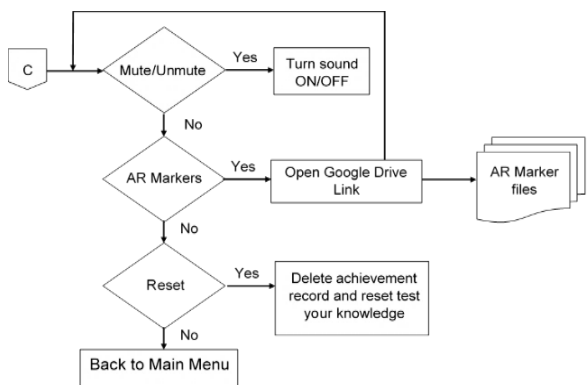 C
Mute/Unmute
Yes
Turn sound
ON/OFF
No
AR Markers
Yes
Open Google Drive
Link
AR Marker
files
No
Reset
Yes
Delete achievement
record and reset test
your knowledge
No
Back to Main Menu